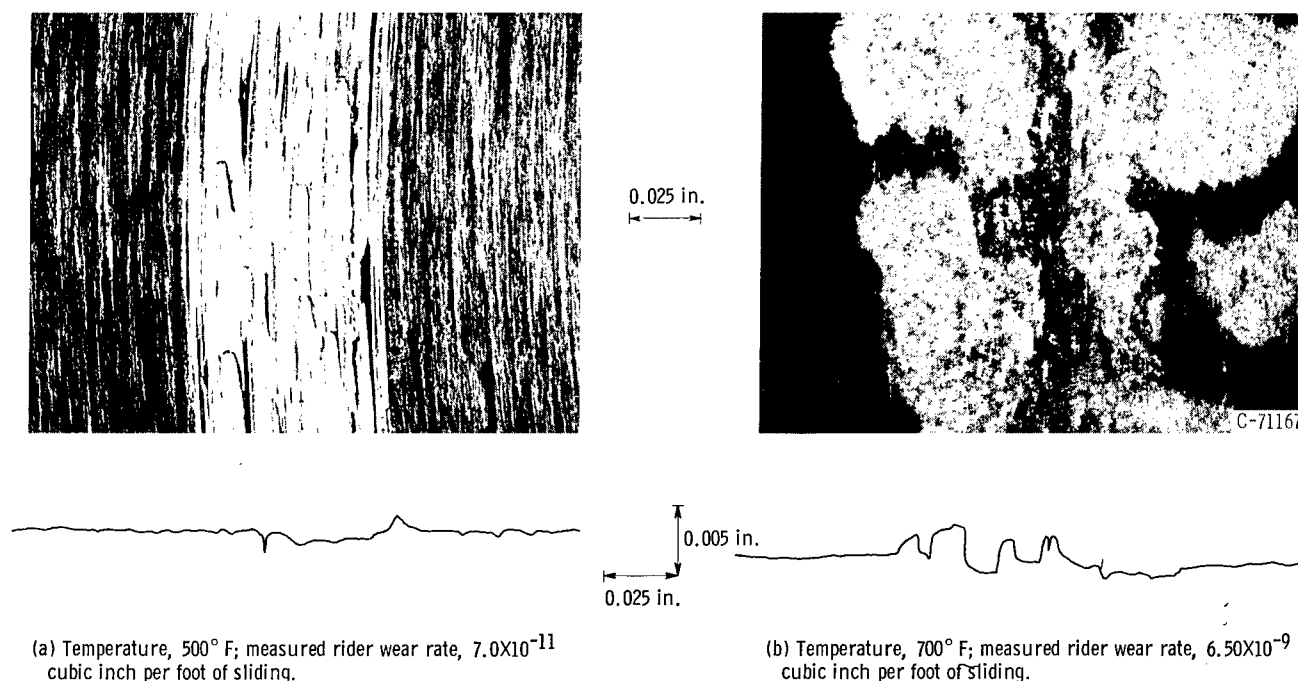 0.025 in.
C-71167
0.005 in.
0.025 in.
(a) Temperature, 500° F; measured rider wear rate, 7.0X10⁻¹¹
cubic inch per foot of sliding.
(b) Temperature, 700° F; measured rider wear rate, 6.50X10⁻⁹
cubic inch per foot of sliding.